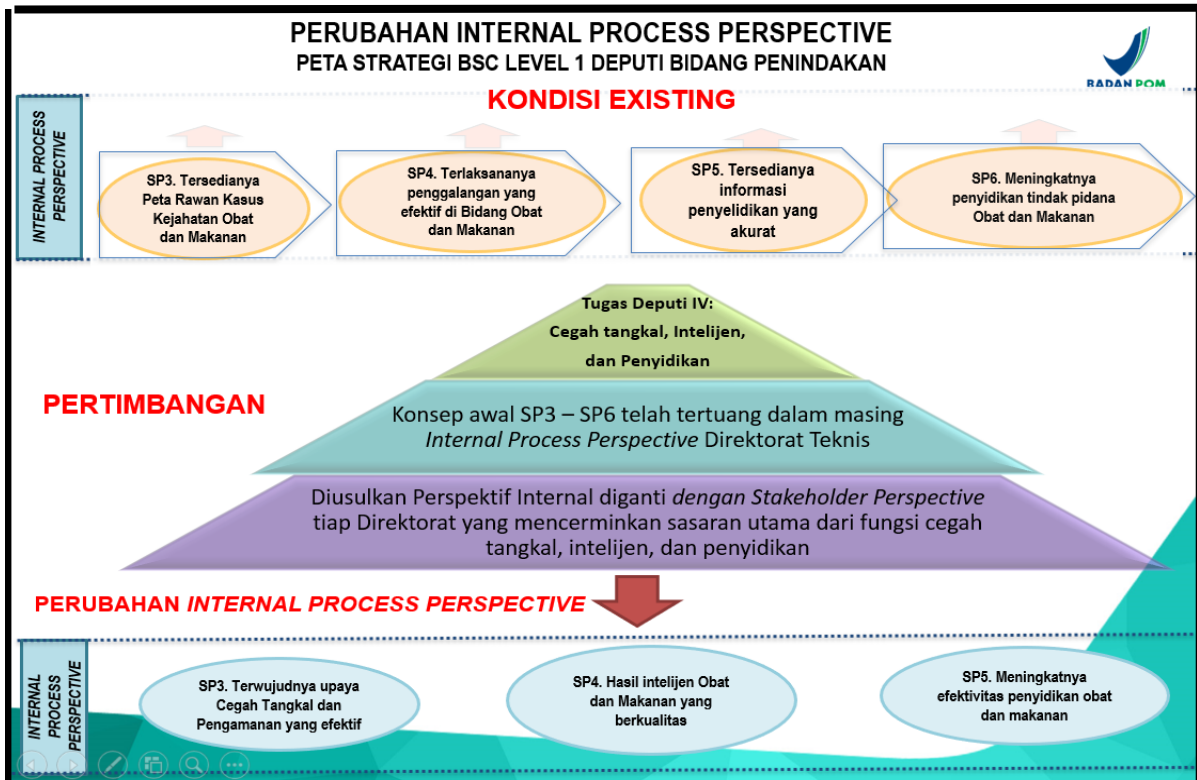 PERUBAHAN INTERNAL PROCESS PERSPECTIVE
PETA STRATEGI BSC LEVEL 1 DEPUTI BIDANG PENINDAKAN
BADAN POM
KONDISI EXISTING
INTERNAL PROCESS
PERSPECTIVE
SP3. Tersedianya
Peta Rawan Kasus
Kejahatan Obat
dan Makanan
SP4. Terlaksananya
penggalangan yang
efektif di Bidang Obat
dan Makanan
SP5. Tersedianya
informasi
penyelidikan yang
akurat
SP6. Meningkatnya
penyidikan tindak pidana
Obat dan Makanan
PERTIMBANGAN
Tugas Deputi IV:
Cegah tangkal, Intelijen,
dan Penyidikan
Konsep awal SP3 – SP6 telah tertuang dalam masing
Internal Process Perspective Direktorat Teknis
Diusulkan Perspektif Internal diganti dengan Stakeholder Perspective
tiap Direktorat yang mencerminkan sasaran utama dari fungsi cegah
tangkal, intelijen, dan penyidikan
PERUBAHAN INTERNAL PROCESS PERSPECTIVE
INTERNAL
PROCESS
PERSPECTIVE
SP3. Terwujudnya upaya
Cegah Tangkal dan
Pengamanan yang efektif
SP4. Hasil intelijen Obat
dan Makanan yang
berkualitas
SP5. Meningkatnya
efektivitas penyidikan obat
dan makanan